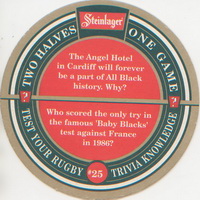 Steinlager
TWO HALVES
ONE GAME
The Angel Hotel
in Cardiff will forever
be a part of All Black
history. Why?
?
?
Who scored the only try in
the famous 'Baby Blacks'
test against France
in 1986?
TEST YOUR RUGBY
#25
TRIVIA KNOWLEDGE